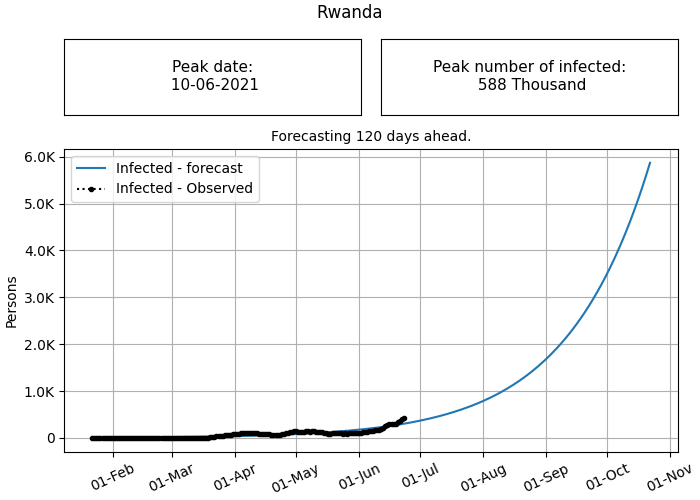 Rwanda
Peak date:
10-06-2021
Peak number of infected:
588 Thousand
Forecasting 120 days ahead.
Infected - forecast
Infected - Observed
6.0K
5.0K
4.0K
3.0K
2.0K
1.0K
0
Persons
01-Feb
01-Mar
01-Apr
01-May
01-Jun
01-Jul
01-Aug
01-Sep
01-Oct
01-Nov